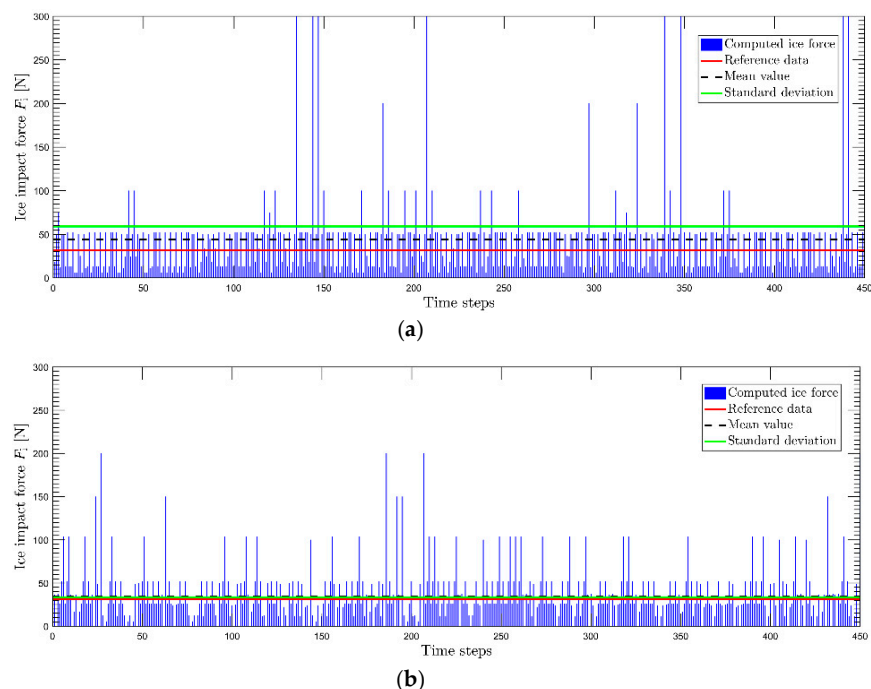 300
250
200
150
100
50
0
Ice impact force Fᵢ [N]
Computed ice force
Reference data
Mean value
Standard deviation
0 50 100 150 200 250 300 350 400 450
Time steps
(a)
300
250
200
150
100
50
0
Ice impact force Fᵢ [N]
Computed ice force
Reference data
Mean value
Standard deviation
0 50 100 150 200 250 300 350 400 450
Time steps
(b)